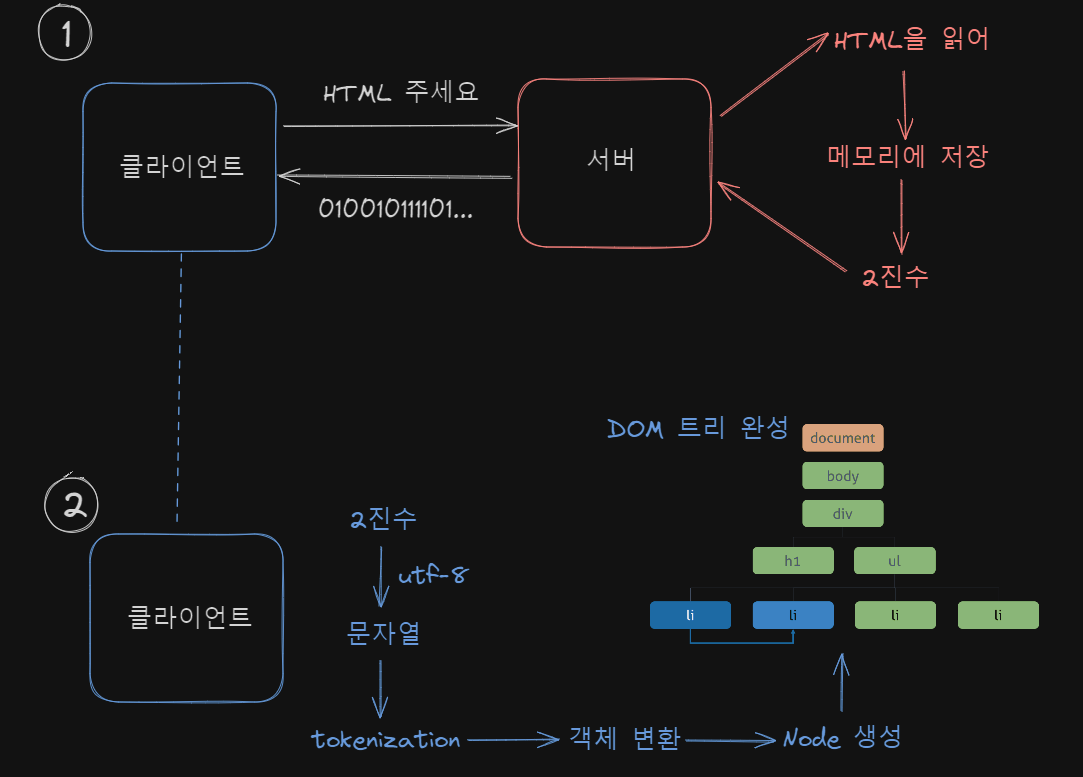 1
HTML 주세요
클라이언트
서버
010010111101...
HTML을 읽어
메모리에 저장
2진수
2
클라이언트
2진수
utf-8
문자열
tokenization
객체 변환
Node 생성
DOM 트리 완성
document
body
div
h1 ul
li li li li